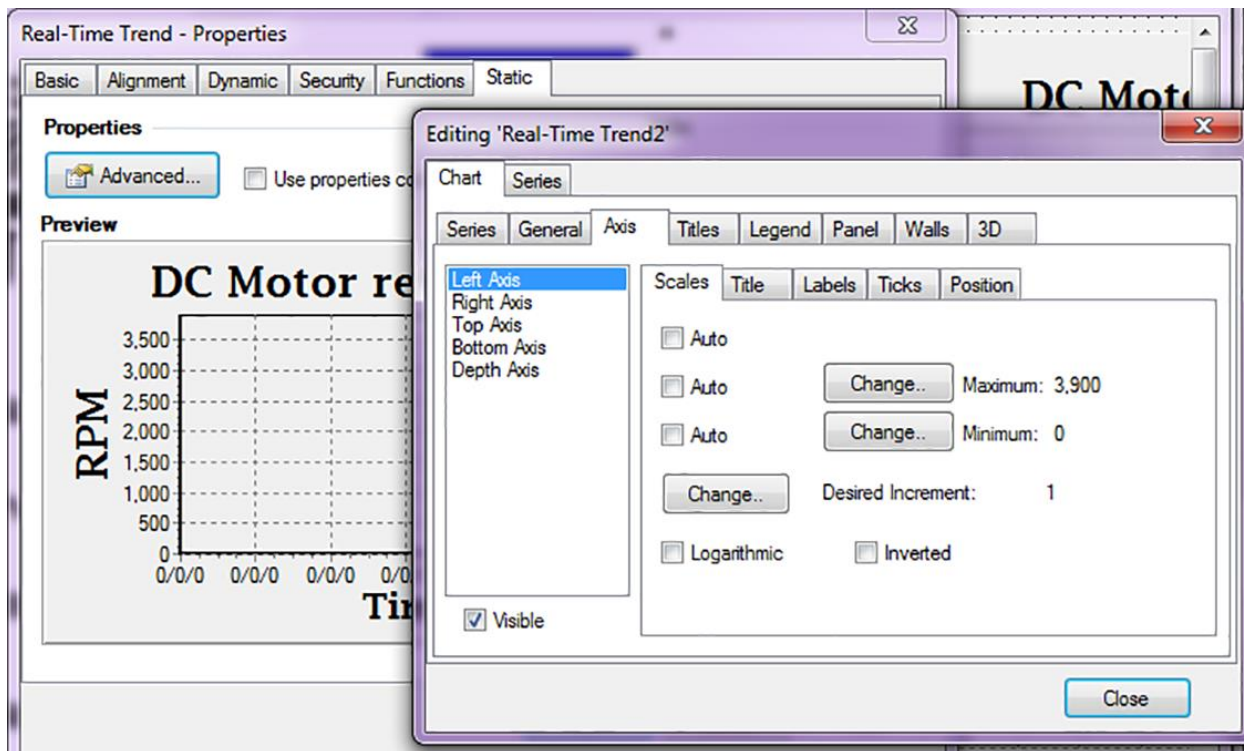 Real-Time Trend - Properties
Basic Alignment Dynamic Security Functions Static
Properties
Advanced... Use properties
Preview
DC Motor
3,500
3,000
2,500
2,000
1,500
1,000
500
0
RPM
0/0/0 0/0/0 0/0/0
DC
Editing 'Real-Time Trend2'
Chart Series
Series General Axis Titles Legend Panel Walls 3D
Left Axis
Right Axis
Top Axis
Bottom Axis
Depth Axis
Visible
Scales Title Labels Ticks Position
Auto
Auto Change.. Maximum: 3,900
Auto Change.. Minimum: 0
Change.. Desired Increment: 1
Logarithmic Inverted
Close